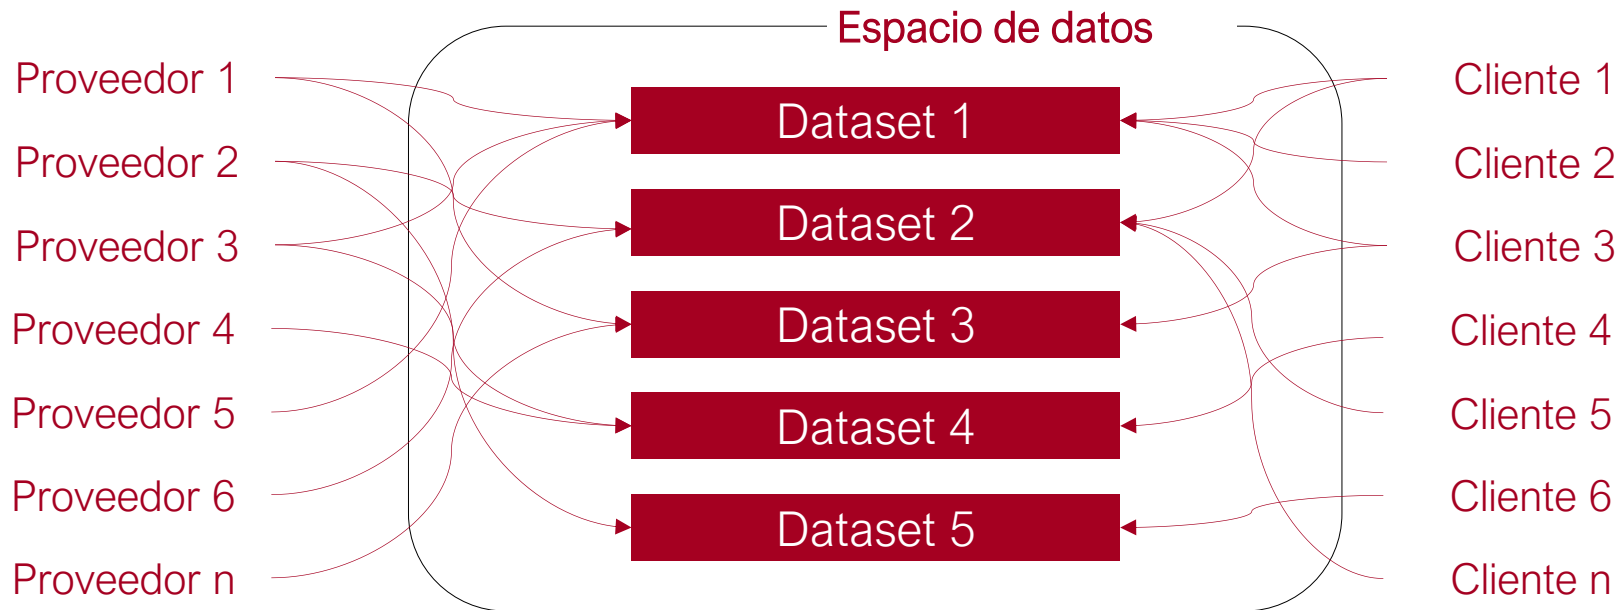 Espacio de datos
Proveedor 1
Proveedor 2
Proveedor 3
Proveedor 4
Proveedor 5
Proveedor 6
Proveedor n
Dataset 1
Dataset 2
Dataset 3
Dataset 4
Dataset 5
Cliente 1
Cliente 2
Cliente 3
Cliente 4
Cliente 5
Cliente 6
Cliente n